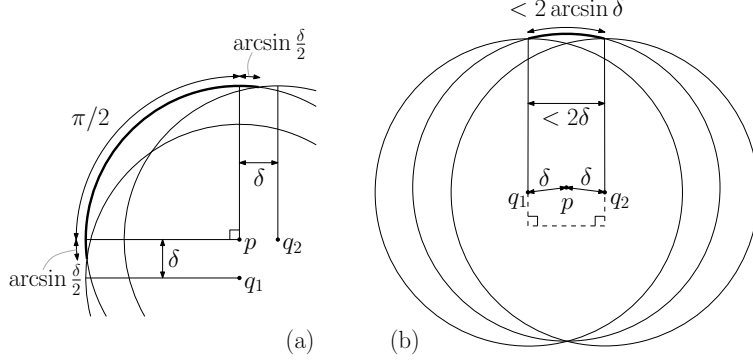 arcsin δ/2
π/2
δ
p
q₂
δ
q₁
arcsin δ/2
(a)
< 2 arcsin δ
< 2δ
δ δ
q₁ p q₂
(b)